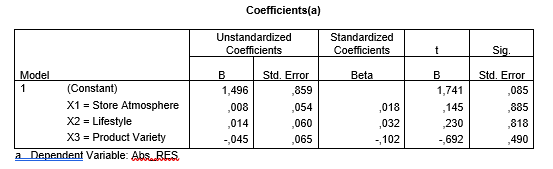 Coefficients(a)
Unstandardized Coefficients Standardized Coefficients t Sig.
Model B Std. Error Beta B Std. Error
1 (Constant) 1,496 ,859 1,741 ,085
X1 = Store Atmosphere ,008 ,054 ,018 ,145 ,885
X2 = Lifestyle ,014 ,060 ,032 ,230 ,818
X3 = Product Variety -,045 ,065 -,102 -,692 ,490
a Dependent Variable: Abs_RES